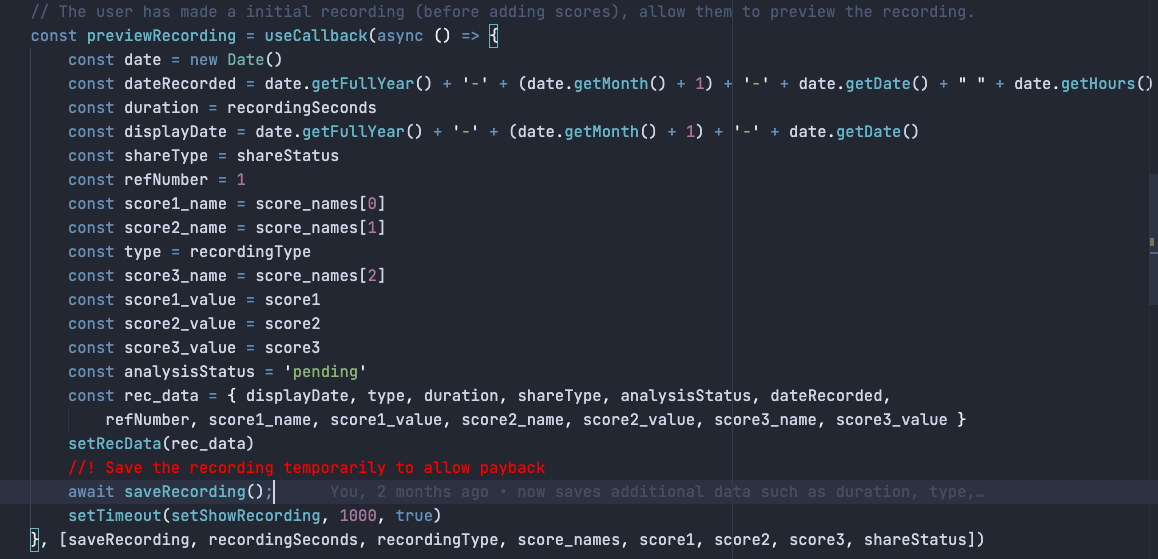 // The user has made a initial recording (before adding scores), allow them to preview the recording.
const previewRecording = useCallback(async () => {
const date = new Date()
const dateRecorded = date.getFullYear() + '-' + (date.getMonth() + 1) + '-' + date.getDate() + " " + date.getHours()
const duration = recordingSeconds
const displayDate = date.getFullYear() + '-' + (date.getMonth() + 1) + '-' + date.getDate()
const shareType = shareStatus
const refNumber = 1
const score1_name = score_names[0]
const score2_name = score_names[1]
const type = recordingType
const score3_name = score_names[2]
const score1_value = score1
const score2_value = score2
const score3_value = score3
const analysisStatus = 'pending'
const rec_data = { displayDate, type, duration, shareType, analysisStatus, dateRecorded,
refNumber, score1_name, score1_value, score2_name, score2_value, score3_name, score3_value }
setRecData(rec_data)
//! Save the recording temporarily to allow payback
await saveRecording(); You, 2 months ago • now saves additional data such as duration, type,…
setTimeout(setShowRecording, 1000, true)
}, [saveRecording, recordingSeconds, recordingType, score_names, score1, score2, score3, shareStatus])